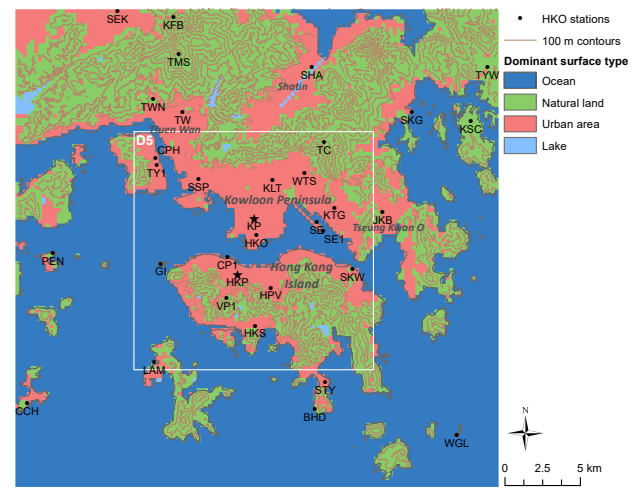 SEK
KFB
TMS
SHA
Shatin
TYW
TWN
TW
Tsuen Wan
SKG
KSC
D5
CPH
TY1
TC
SSP
KLT
WTS
Kowloon Peninsula
KP
HKO
KTG
SE
SE1
JKB
Tseung Kwan O
PEN
GI
CP1
HKP
Hong Kong
Island
SKW
HPV
VP1
HKS
LAM
STY
CCH
BHD
WGL
HKO stations
100 m contours
Dominant surface type
Ocean
Natural land
Urban area
Lake
N
0 2.5 5 km